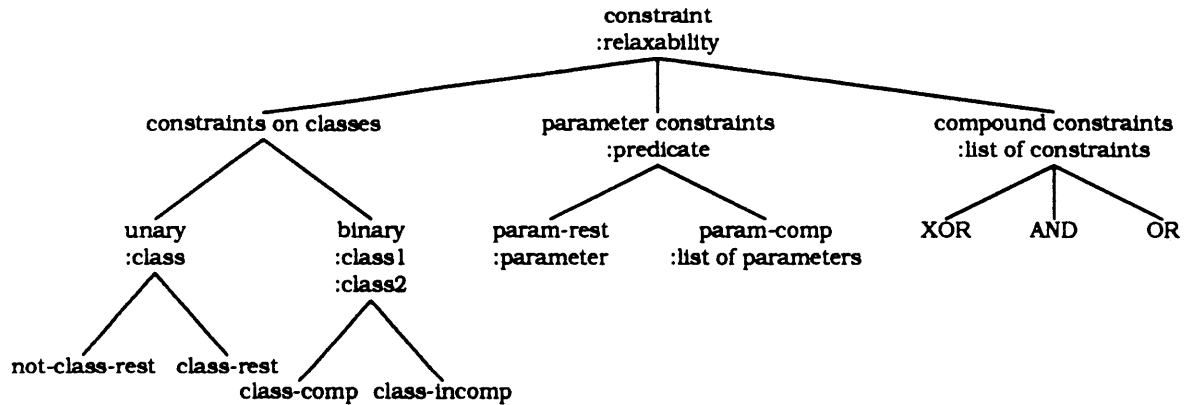 constraint
:relaxability
constraints on classes
parameter constraints
:predicate
compound constraints
:list of constraints
unary
:class
binary
:class1
:class2
param-rest
:parameter
param-comp
:list of parameters
XOR
AND
OR
not-class-rest
class-rest
class-comp
class-incomp